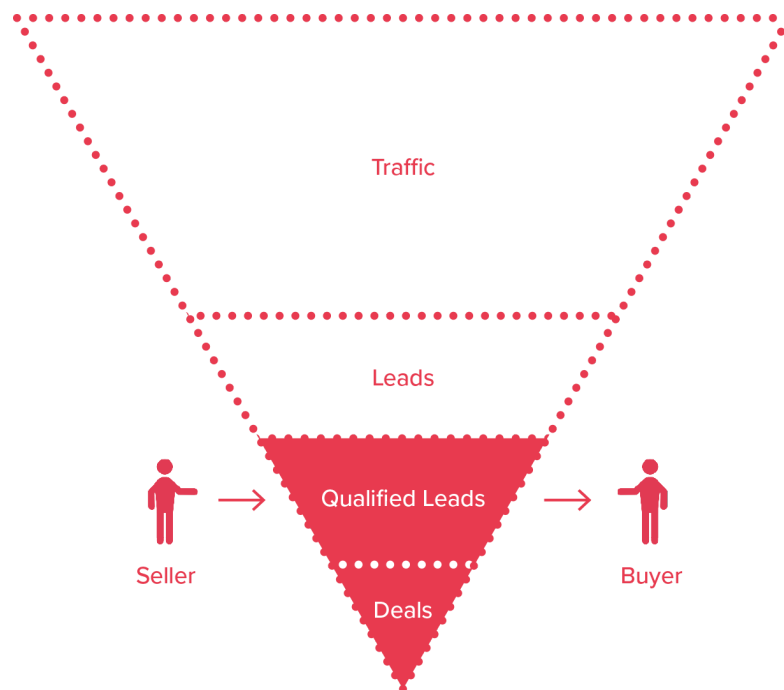 Traffic
Leads
Qualified Leads
Seller
Buyer
Deals